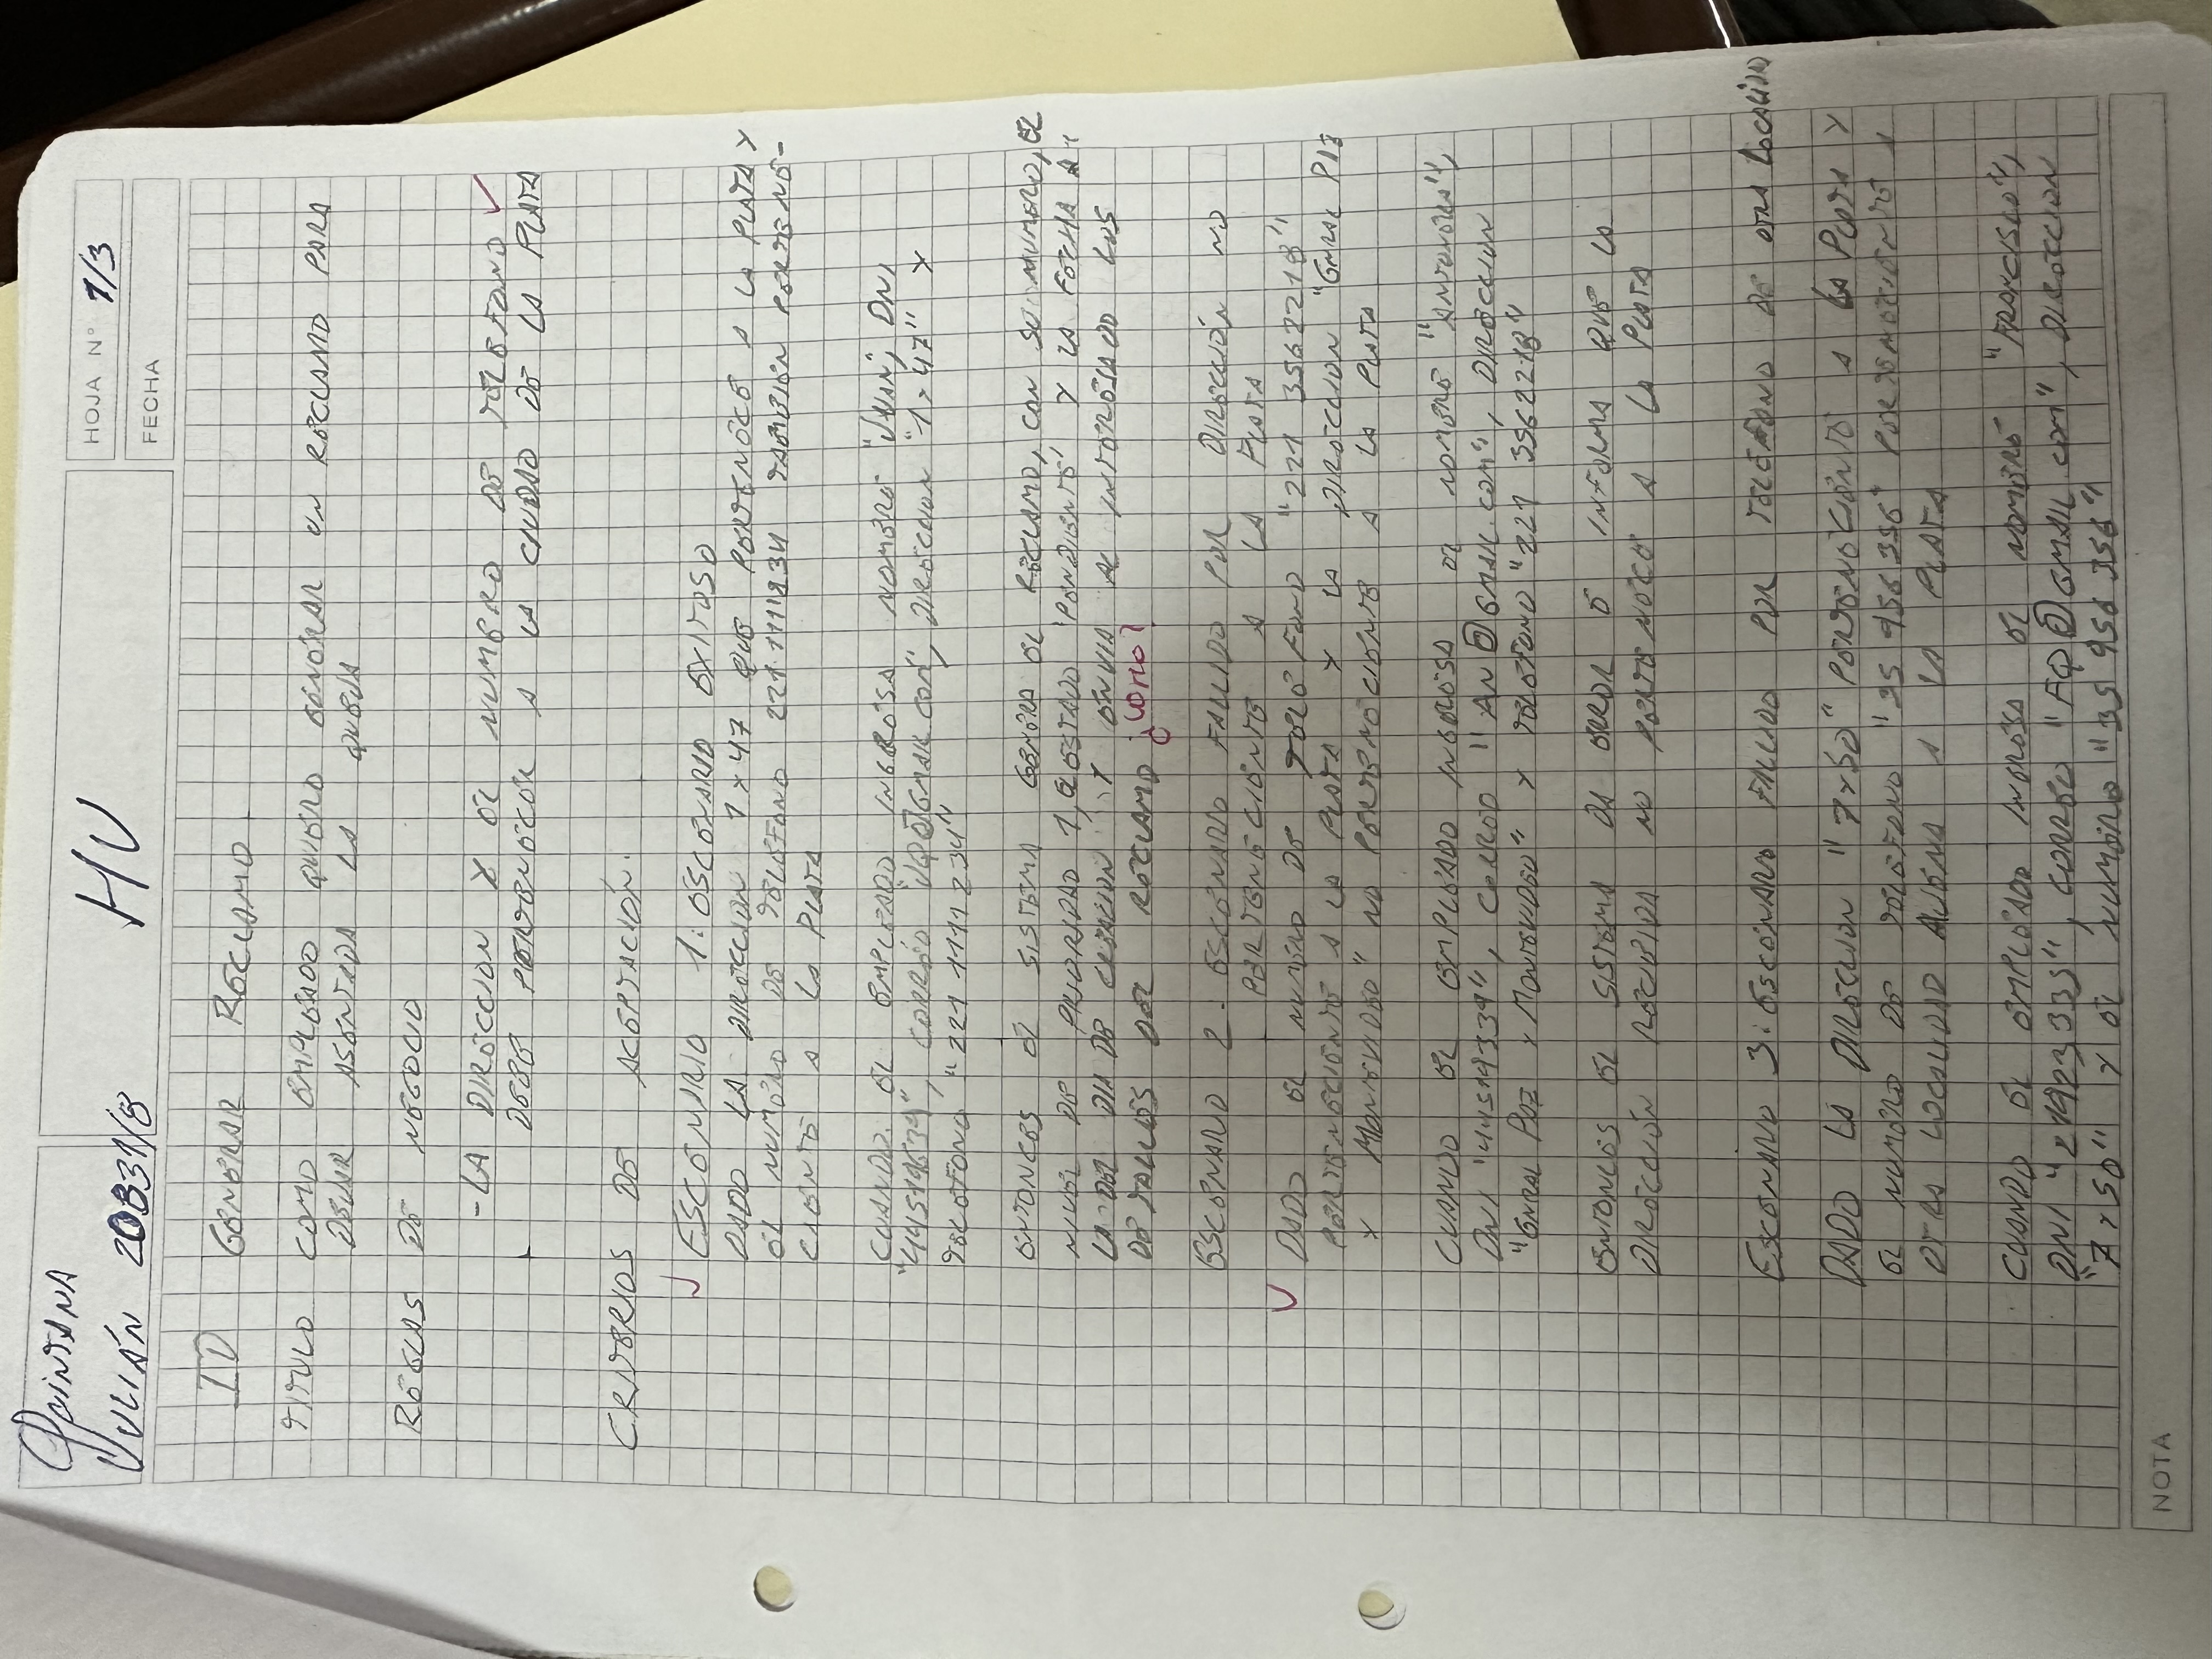 QUINTANA
JULIÁN 20831/8
HU
HOJA N° 1/3
FECHA
ID GENERAR RECLAMO
TITULO COMO EMPLEADO QUIERO GENERAR UN RECLAMO PARA
DEJAR ASENTADA LA QUEJA
REGLAS DE NEGOCIO
-LA DIRECCION Y EL NUMERO DE TELEFONO ✓
DEBE PERTENECER A LA CIUDAD DE LA PLATA
CRITERIOS DE ACEPTACIÓN.
✓ ESCENARIO 1: ESCENARIO EXITOSO
DADO LA DIRECCION 1 Y 47 QUE PERTENECE A LA PLATA Y
EL NUMERO DE TELEFONO 221 1111234 TAMBIEN PERTENE-
CIENTE A LA PLATA
CUANDO EL EMPLEADO INGRESA NOMBRE "JUAN", DNI
CORREO "JQ@GMAIL.COM", DIRECCION "1 Y 47" Y
TELEFONO "221 1111234"
ENTONCES EL SISTEMA GENERA EL RECLAMO, CON SU NUMERO, EL
NIVEL DE PRIORIDAD 1, EL ESTADO 'PENDIENTE' Y LA FECHA A
LA DEL DIA DE CREACION Y ENVIA AL INTERESADO LOS
DETALLES DEL RECLAMO ¿COMO?
ESCENARIO 2. ESCENARIO FALLIDO POR DIRECCIÓN NO
PERTENECIENTE A LA PLATA
✓ DADO EL NUMERO DE TELEFONO "221 3562218"
PERTENECIENTE A LA PLATA Y LA DIRECCION "GNRAL PAZ
Y MONTEVIDEO" NO PERTENECIENTE A LA PLATA
CUANDO EL EMPLEADO INGRESA EL NOMBRE "ANTONELA",
DNI "44519339", CORREO "AN@GMAIL.COM", DIRECCION
"GNRAL PAZ Y MONTEVIDEO" Y TELEFONO "221 3562218"
ENTONCES EL SISTEMA DA ERROR E INFORMA QUE LA
DIRECCIÓN RECIBIDA NO PERTENECE A LA PLATA
ESCENARIO 3: ESCENARIO FALLIDO POR TELEFONO DE OTRA LOCALIDAD
DADO LA DIRECCION "7 Y 50" PERTENECIENTE A LA PLATA Y
EL NUMERO DE TELEFONO "35 956 356" PERTENECIENTE A
OTRA LOCALIDAD AJENA A LA PLATA
CUANDO EL EMPLEADO INGRESA EL NOMBRE "FRANCISCO",
DNI "21923335", CORREO "FQ@GMAIL.COM", DIRECCION
"7 Y 50" Y EL NUMERO "35 956 356"
NOTA